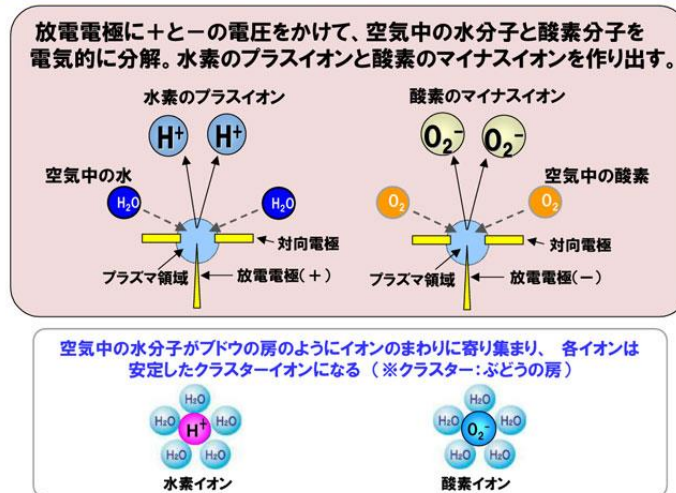 放電電極に＋とーの電圧をかけて、空気中の水分子と酸素分子を
電気的に分解。水素のプラスイオンと酸素のマイナスイオンを作り出す。
水素のプラスイオン
H⁺ H⁺
空気中の水
H₂O H₂O
対向電極
プラズマ領域
放電電極(＋)
酸素のマイナスイオン
O₂⁻ O₂⁻
空気中の酸素
O₂ O₂
対向電極
プラズマ領域
放電電極(ー)
空気中の水分子がブドウの房のようにイオンのまわりに寄り集まり、 各イオンは
安定したクラスターイオンになる (※クラスター:ぶどうの房)
H₂O
H₂O H⁺ H₂O
H₂O H₂O
水素イオン
H₂O
H₂O O₂⁻ H₂O
H₂O H₂O
酸素イオン